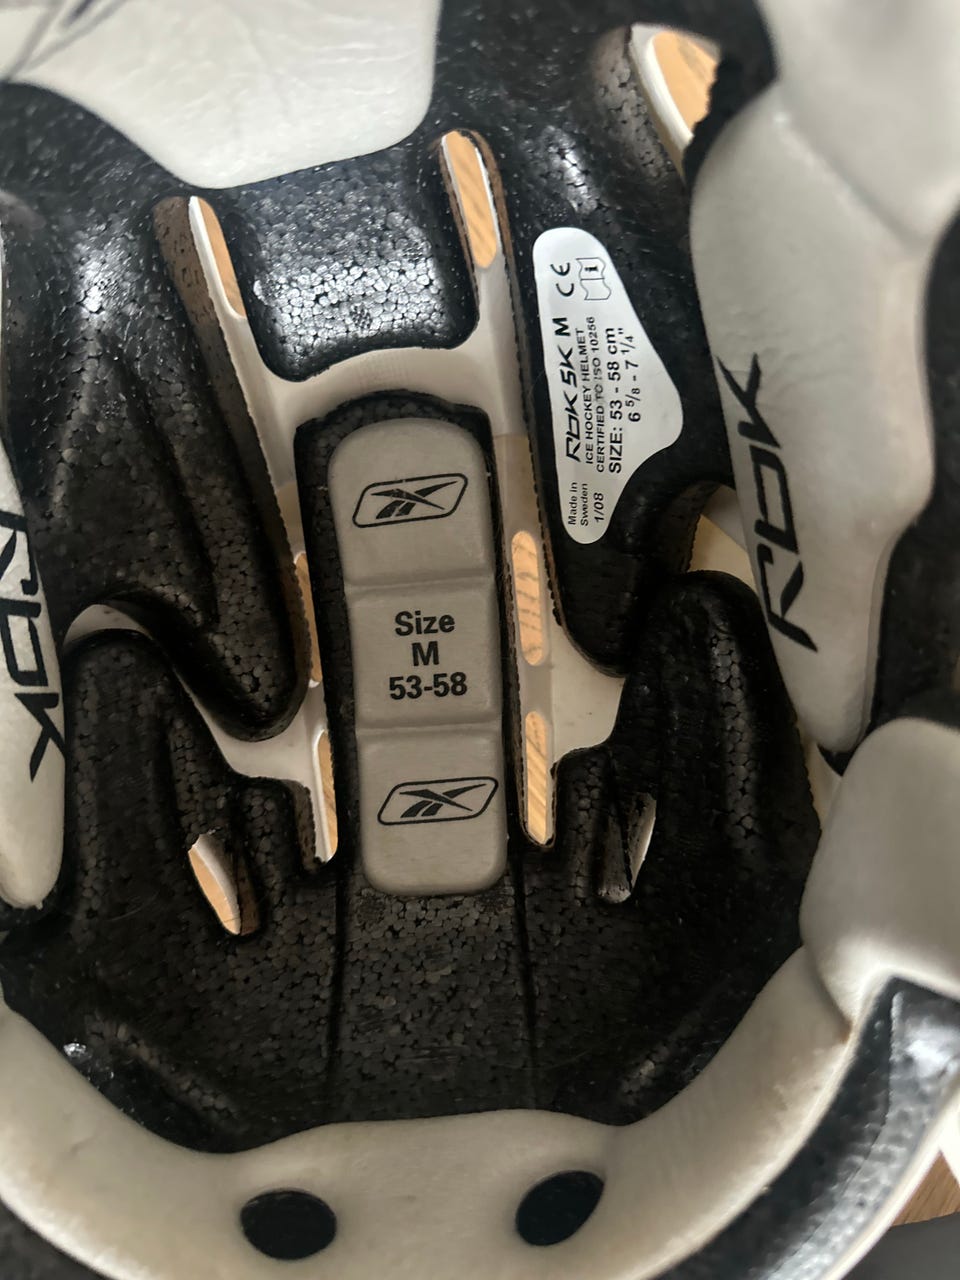 Size
M
53-58
RBK 5K M CE
ICE HOCKEY HELMET
CERTIFIED TO ISO 10256
SIZE: 53 - 58 cm
6 5/8 - 7 1/4"
Made in
Sweden
1/08
RBK
RBK
i